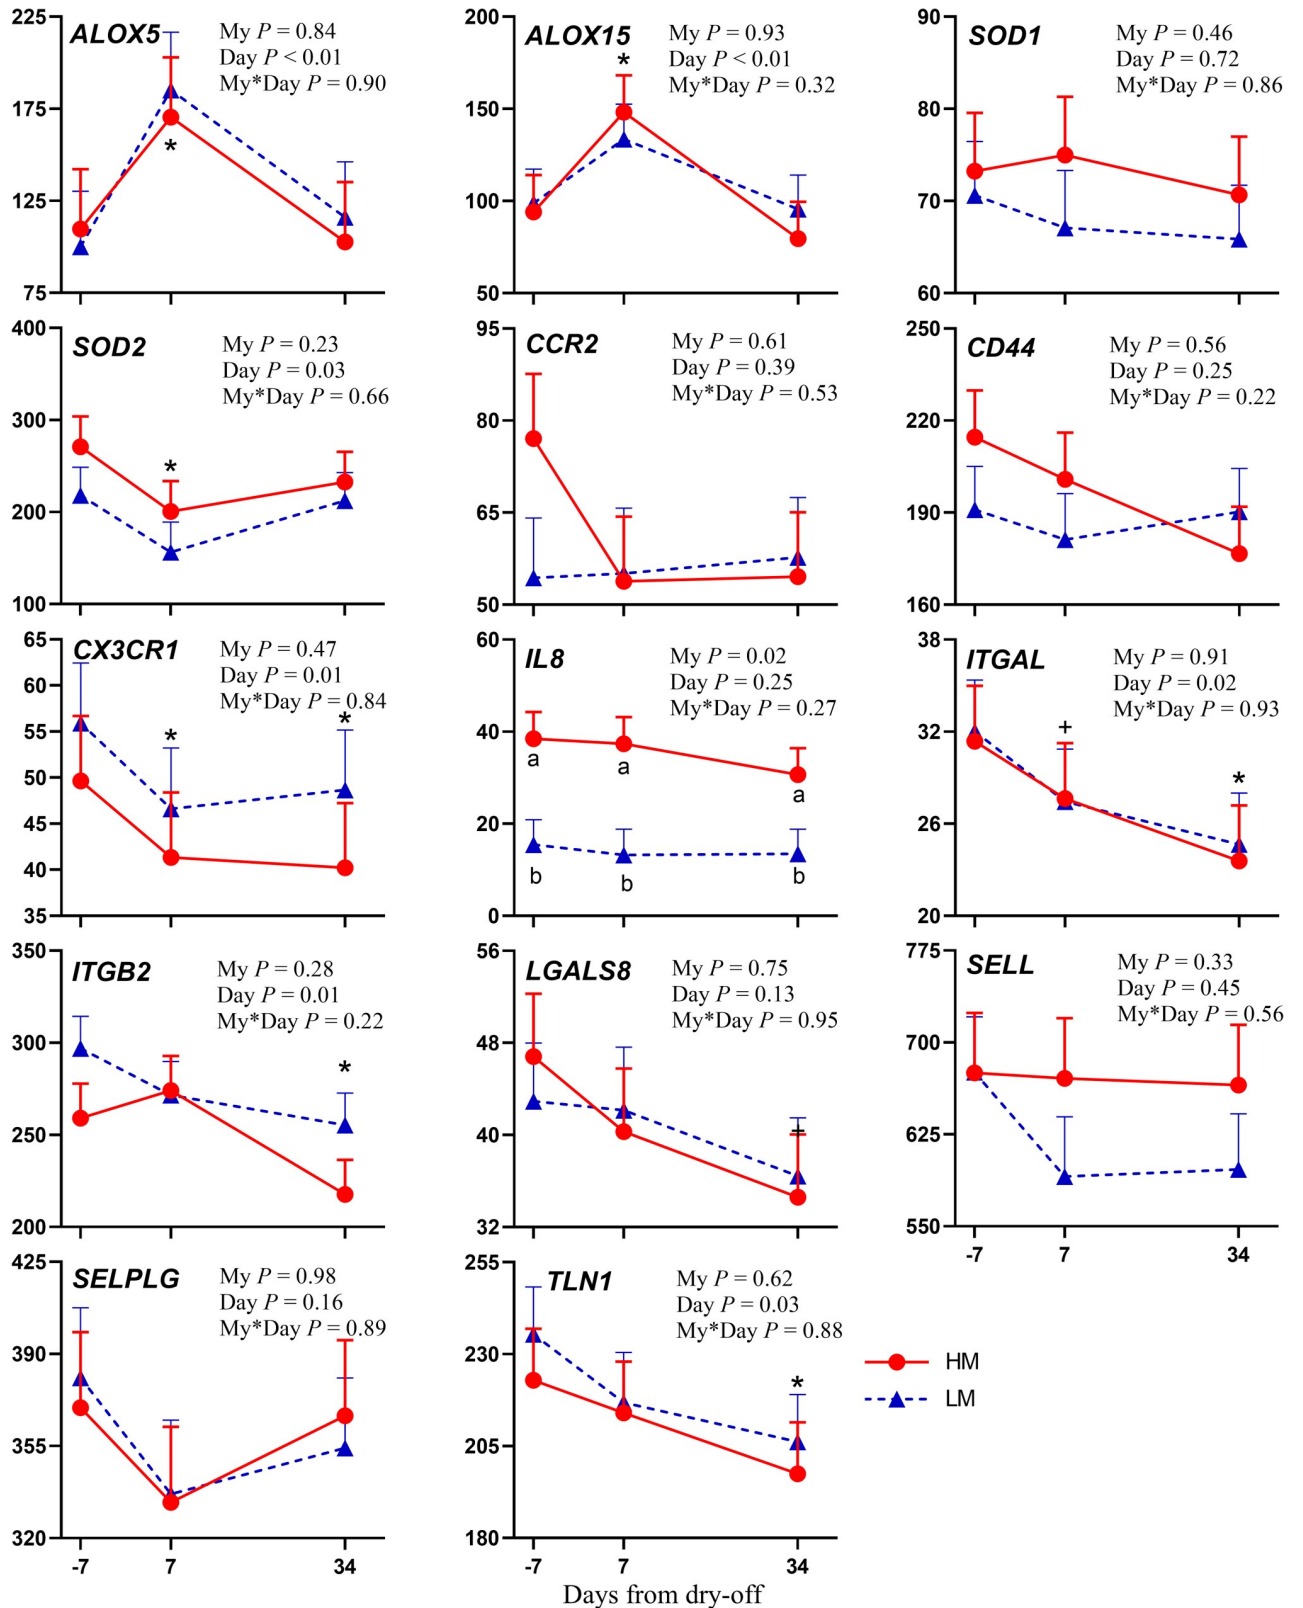 ALOX5
My P = 0.84
Day P < 0.01
My*Day P = 0.90
225
175
125
75
*
ALOX15
My P = 0.93
Day P < 0.01
My*Day P = 0.32
200
150
100
50
*
SOD1
My P = 0.46
Day P = 0.72
My*Day P = 0.86
90
80
70
60
SOD2
My P = 0.23
Day P = 0.03
My*Day P = 0.66
400
300
200
100
*
CCR2
My P = 0.61
Day P = 0.39
My*Day P = 0.53
95
80
65
50
CD44
My P = 0.56
Day P = 0.25
My*Day P = 0.22
250
220
190
160
CX3CR1
My P = 0.47
Day P = 0.01
My*Day P = 0.84
65
60
55
50
45
40
35
* *
IL8
My P = 0.02
Day P = 0.25
My*Day P = 0.27
60
40
20
0
a a a
b b b
ITGAL
My P = 0.91
Day P = 0.02
My*Day P = 0.93
38
32
26
20
+ *
ITGB2
My P = 0.28
Day P = 0.01
My*Day P = 0.22
350
300
250
200
*
LGALS8
My P = 0.75
Day P = 0.13
My*Day P = 0.95
56
48
40
32
+
SELL
My P = 0.33
Day P = 0.45
My*Day P = 0.56
775
700
625
550
-7 7 34
SELPLG
My P = 0.98
Day P = 0.16
My*Day P = 0.89
425
390
355
320
-7 7 34
TLN1
My P = 0.62
Day P = 0.03
My*Day P = 0.88
255
230
205
180
*
-7 7 34
HM
LM
Days from dry-off